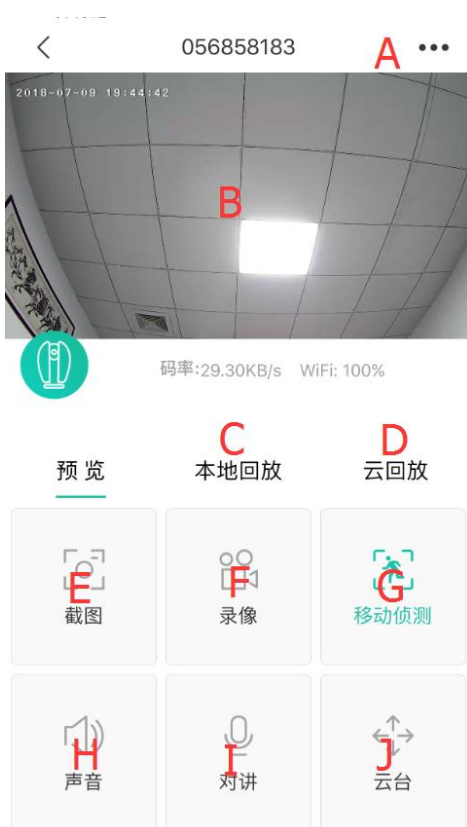 056858183
A
•••
2018-07-09 19:44:42
B
码率:29.30KB/s WiFi: 100%
C D
预览 本地回放 云回放
E F G
截图 录像 移动侦测
H I J
声音 对讲 云台